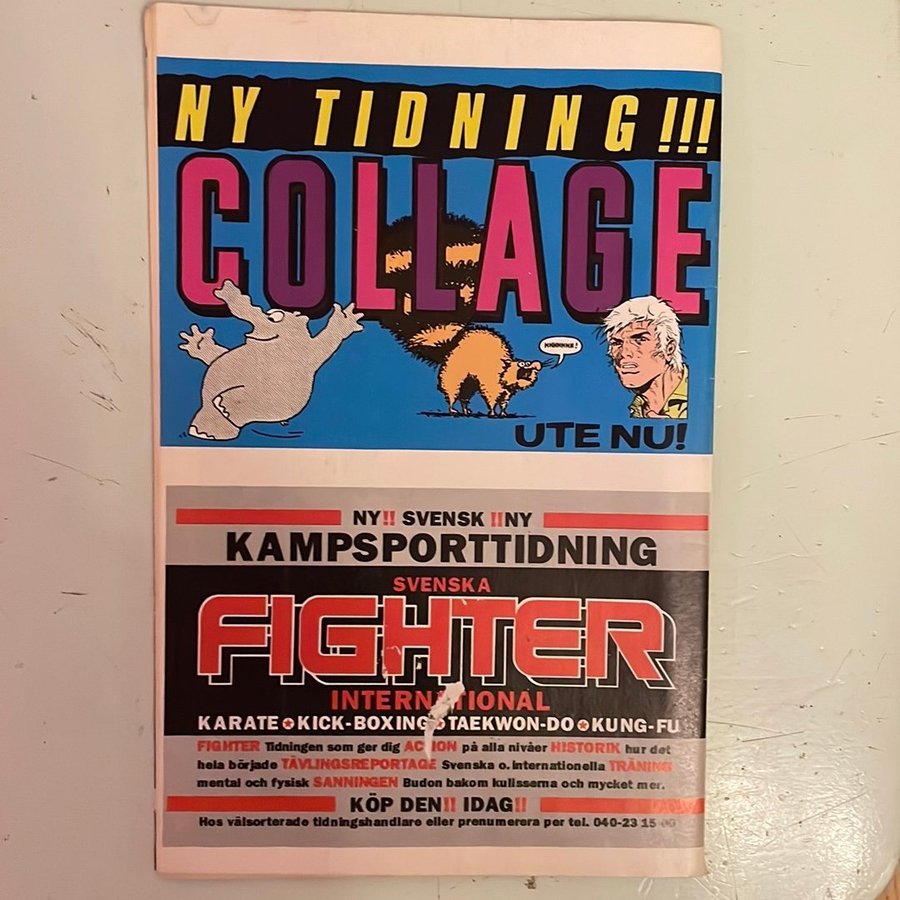 NY TIDNING!!!
COLLAGE
UTE NU!
NY!! SVENSK !!NY
KAMPSPORTTIDNING
SVENSKA
FIGHTER
INTERNATIONAL
KARATE KICK-BOXING TAEKWON-DO KUNG-FU
FIGHTER Tidningen som ger dig ACTION på alla nivåer HISTORIK hur det
hela började TÄVLINGSREPORTAGE Svenska o. internationella TRÄNING
mental och fysisk SANNINGEN Budon bakom kulisserna och mycket mer.
KÖP DEN!! IDAG!!
Hos välsorterade tidningshandlare eller prenumerera per tel. 040-23 15